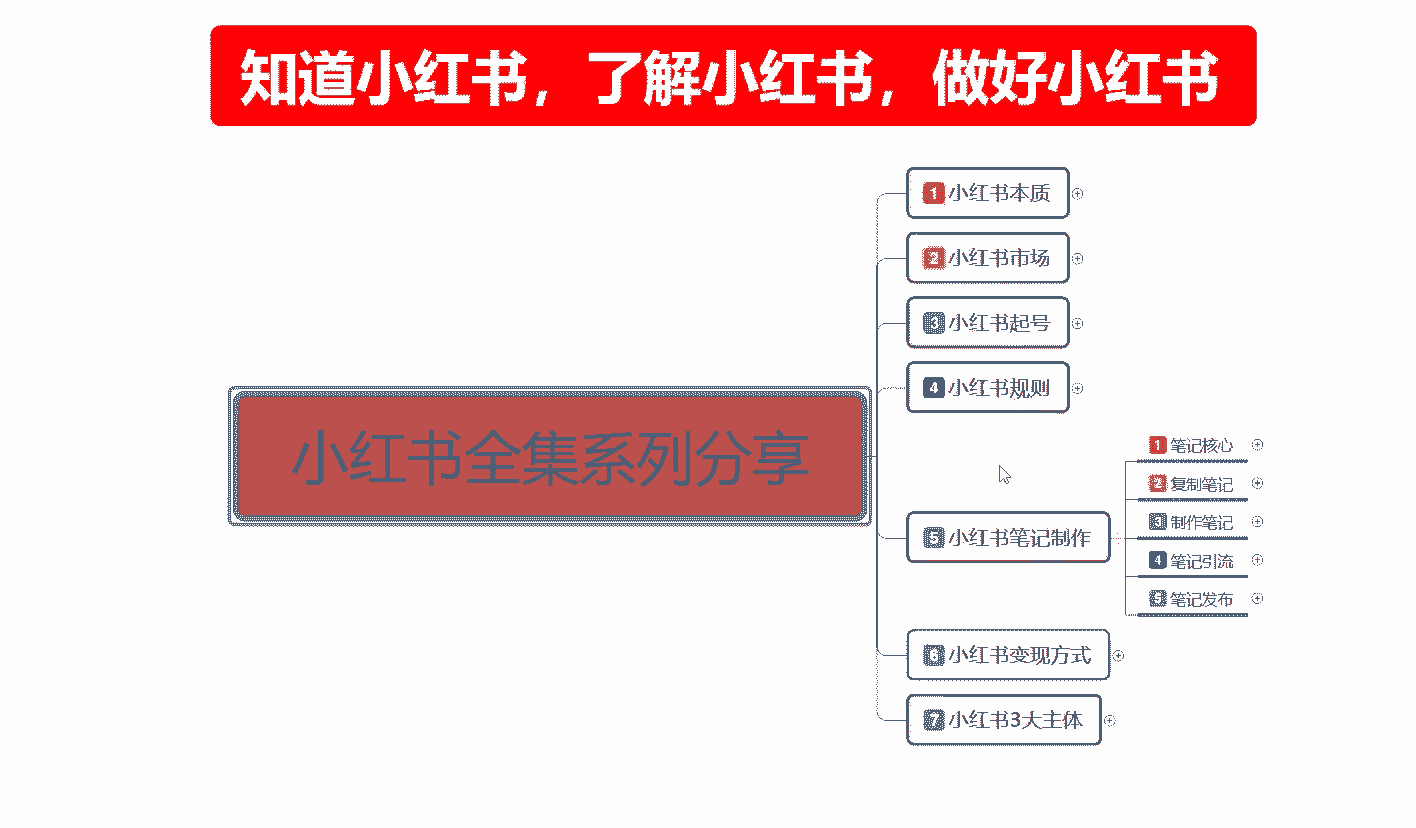 知道小红书，了解小红书，做好小红书
小红书全集系列分享
1 小红书本质
2 小红书市场
3 小红书起号
4 小红书规则
5 小红书笔记制作
1 笔记核心
2 复制笔记
3 制作笔记
4 笔记引流
5 笔记发布
6 小红书变现方式
7 小红书3大主体